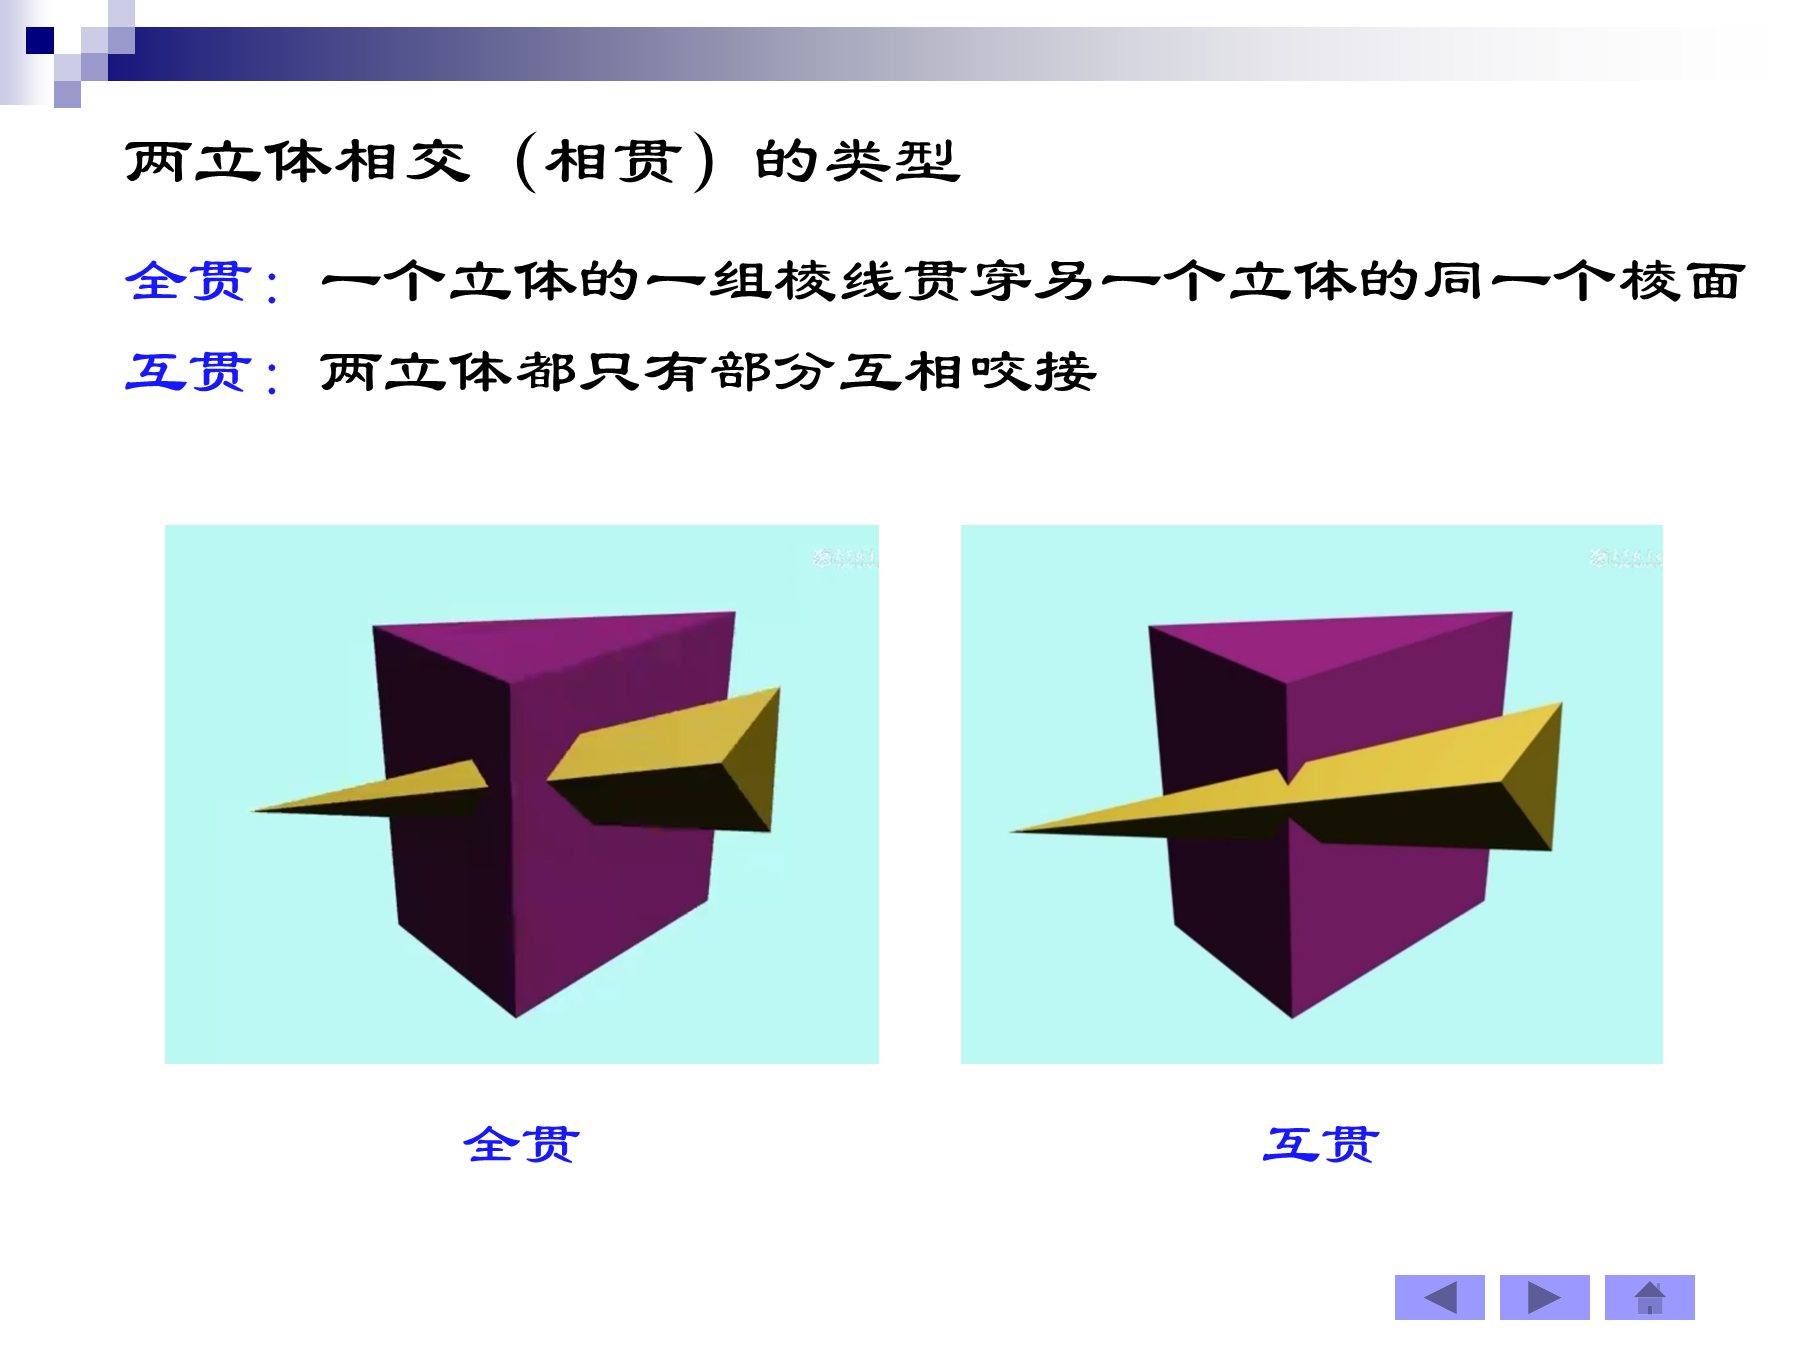 两立体相交（相贯）的类型
全贯：一个立体的一组棱线贯穿另一个立体的同一个棱面
互贯：两立体都只有部分互相咬接
全贯
互贯